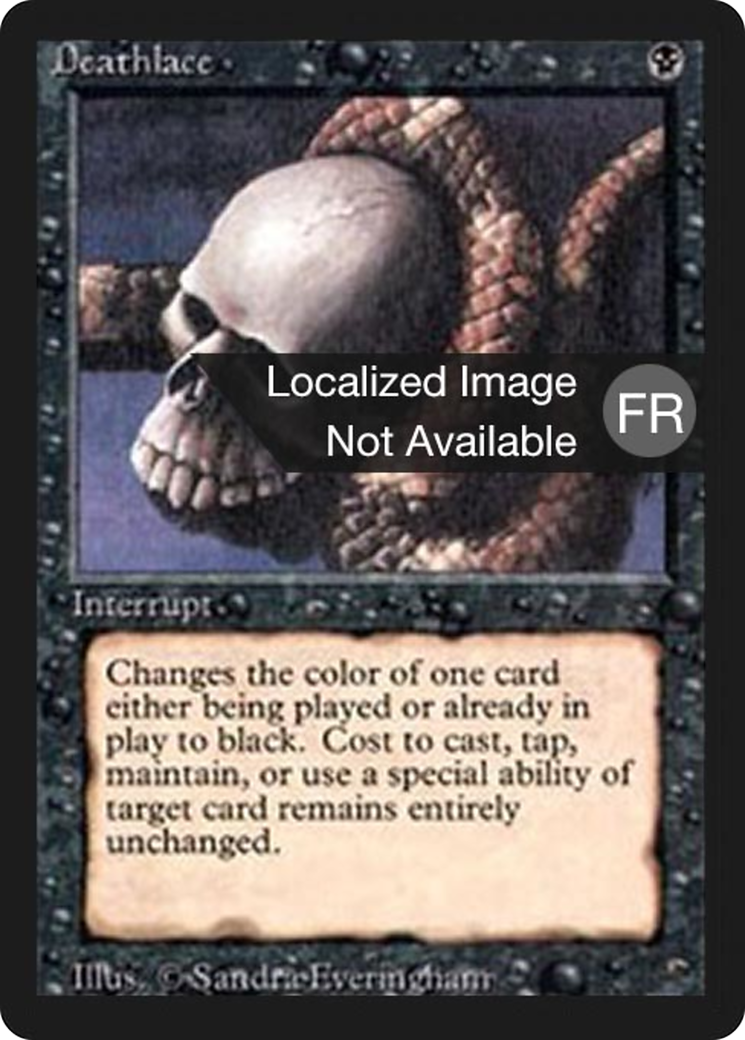 Deathlace
Localized Image
Not Available
FR
Interrupt
Changes the color of one card
either being played or already in
play to black. Cost to cast, tap,
maintain, or use a special ability of
target card remains entirely
unchanged.
Illus. © Sandra Everingham